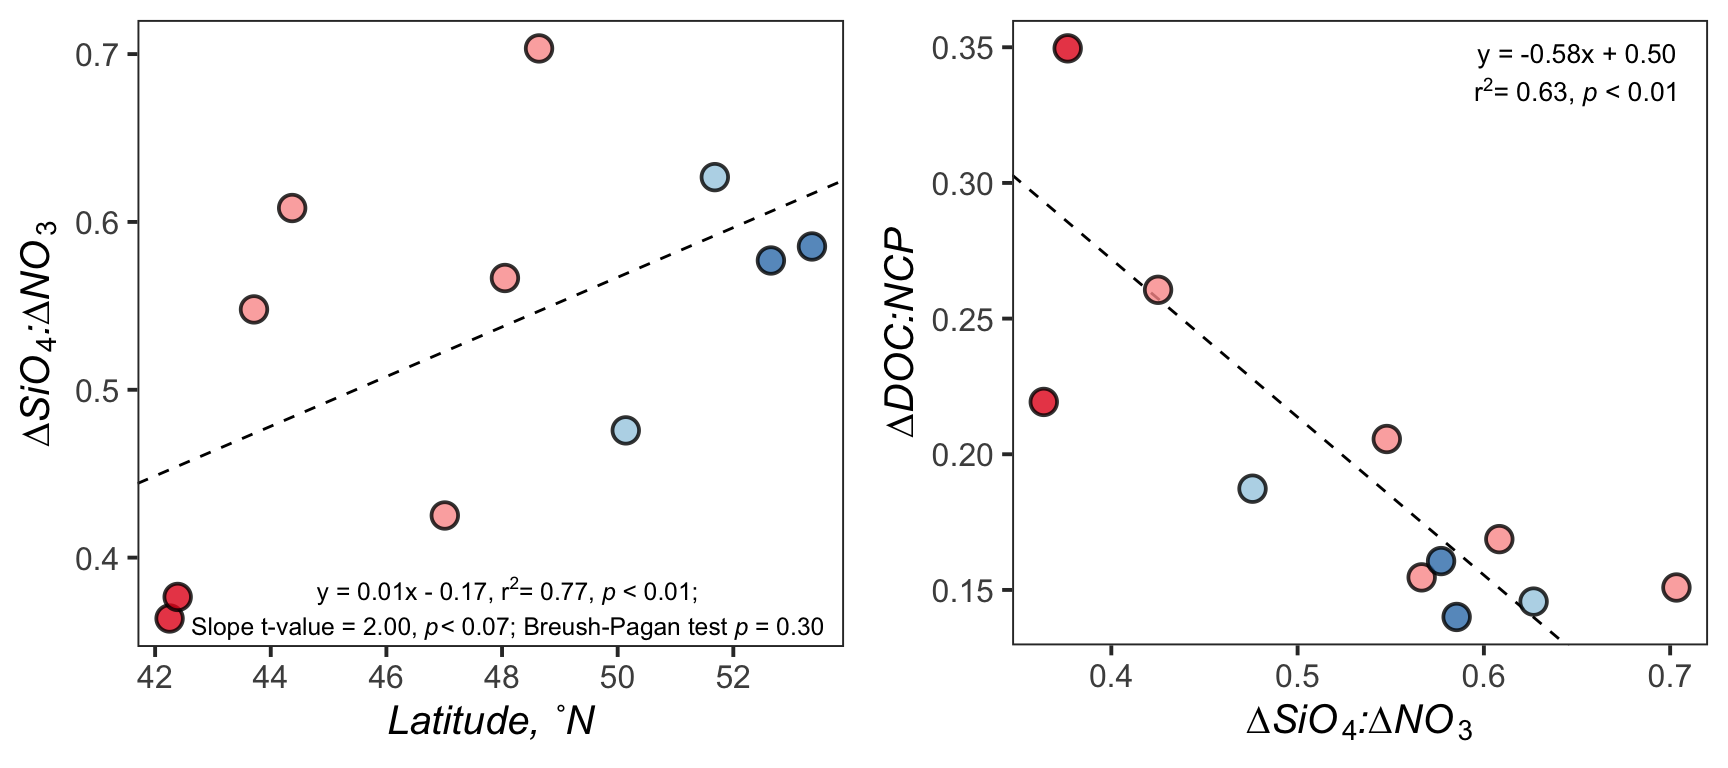 0.7
0.6
0.5
0.4
ΔSiO4:ΔNO3
y = 0.01x - 0.17, r2= 0.77, p < 0.01;
Slope t-value = 2.00, p< 0.07; Breush-Pagan test p = 0.30
42 44 46 48 50 52
Latitude, ˚N
0.35
0.30
0.25
0.20
0.15
ΔDOC:NCP
y = -0.58x + 0.50
r2= 0.63, p < 0.01
0.4 0.5 0.6 0.7
ΔSiO4:ΔNO3